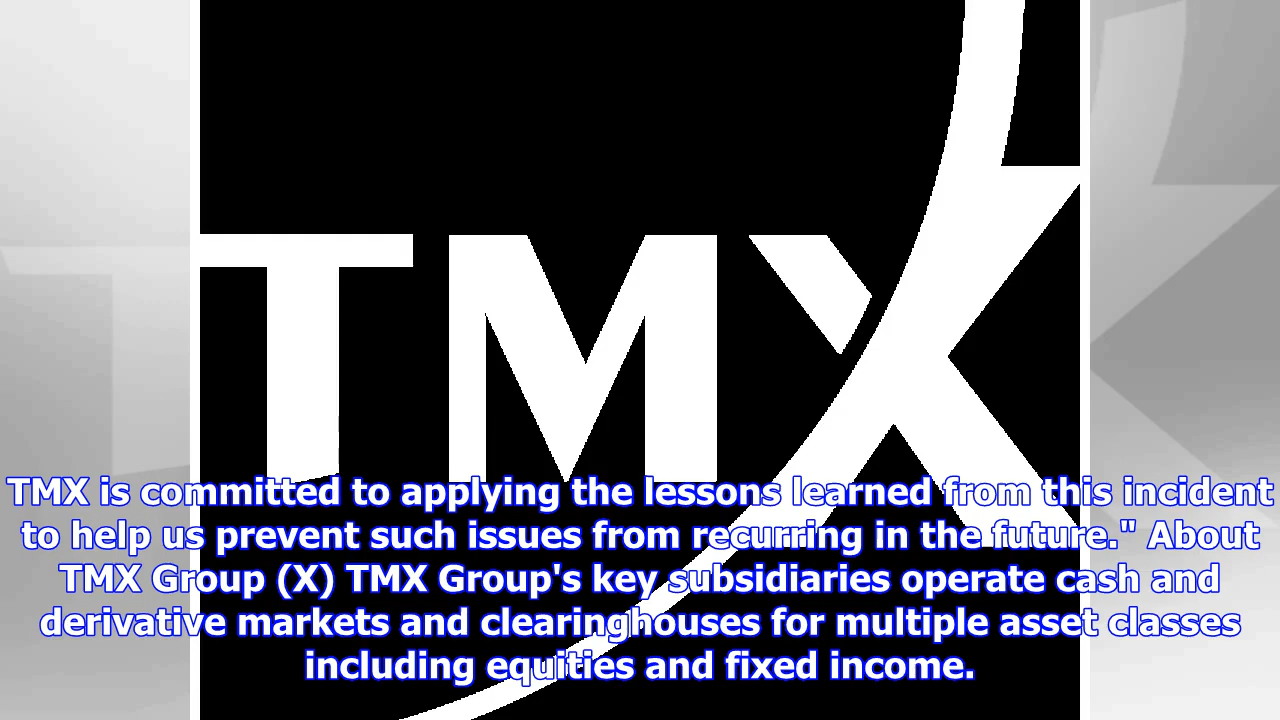 TMX
TMX is committed to applying the lessons learned from this incident
to help us prevent such issues from recurring in the future." About
TMX Group (X) TMX Group's key subsidiaries operate cash and
derivative markets and clearinghouses for multiple asset classes
including equities and fixed income.